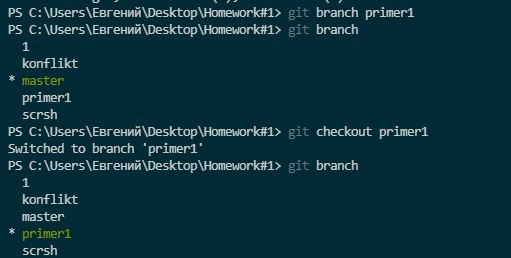 PS C:\Users\Евгений\Desktop\Homework#1> git branch primer1
PS C:\Users\Евгений\Desktop\Homework#1> git branch
1
konflikt
* master
primer1
scrsh
PS C:\Users\Евгений\Desktop\Homework#1> git checkout primer1
Switched to branch 'primer1'
PS C:\Users\Евгений\Desktop\Homework#1> git branch
1
konflikt
master
* primer1
scrsh